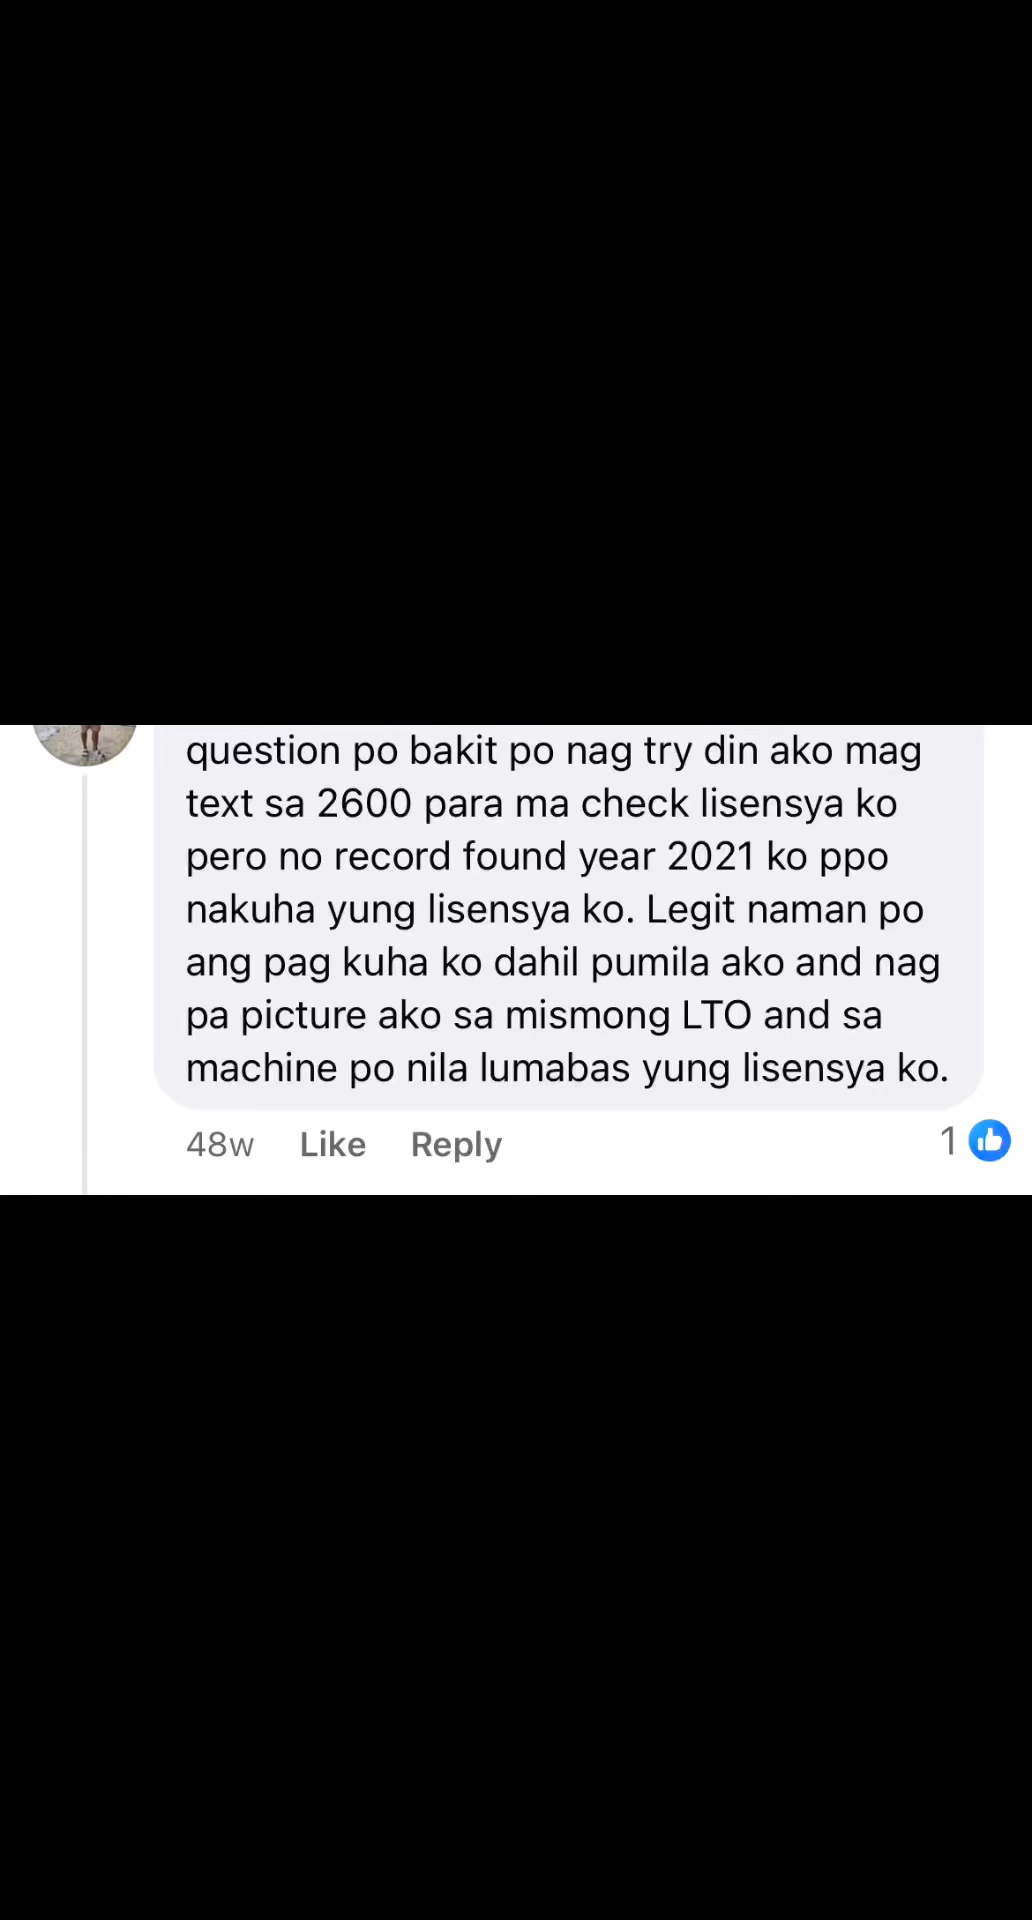 question po bakit po nag try din ako mag
text sa 2600 para ma check lisensya ko
pero no record found year 2021 ko ppo
nakuha yung lisensya ko. Legit naman po
ang pag kuha ko dahil pumila ako and nag
pa picture ako sa mismong LTO and sa
machine po nila lumabas yung lisensya ko.
48w Like Reply 1